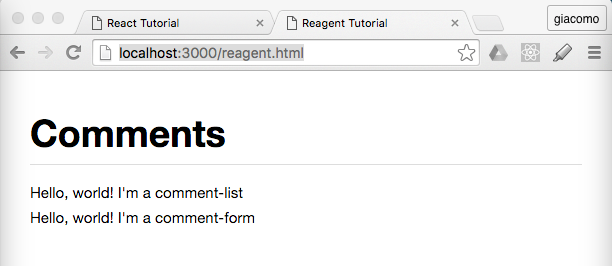 React Tutorial
Reagent Tutorial
giacomo
localhost:3000/reagent.html
Comments
Hello, world! I'm a comment-list
Hello, world! I'm a comment-form